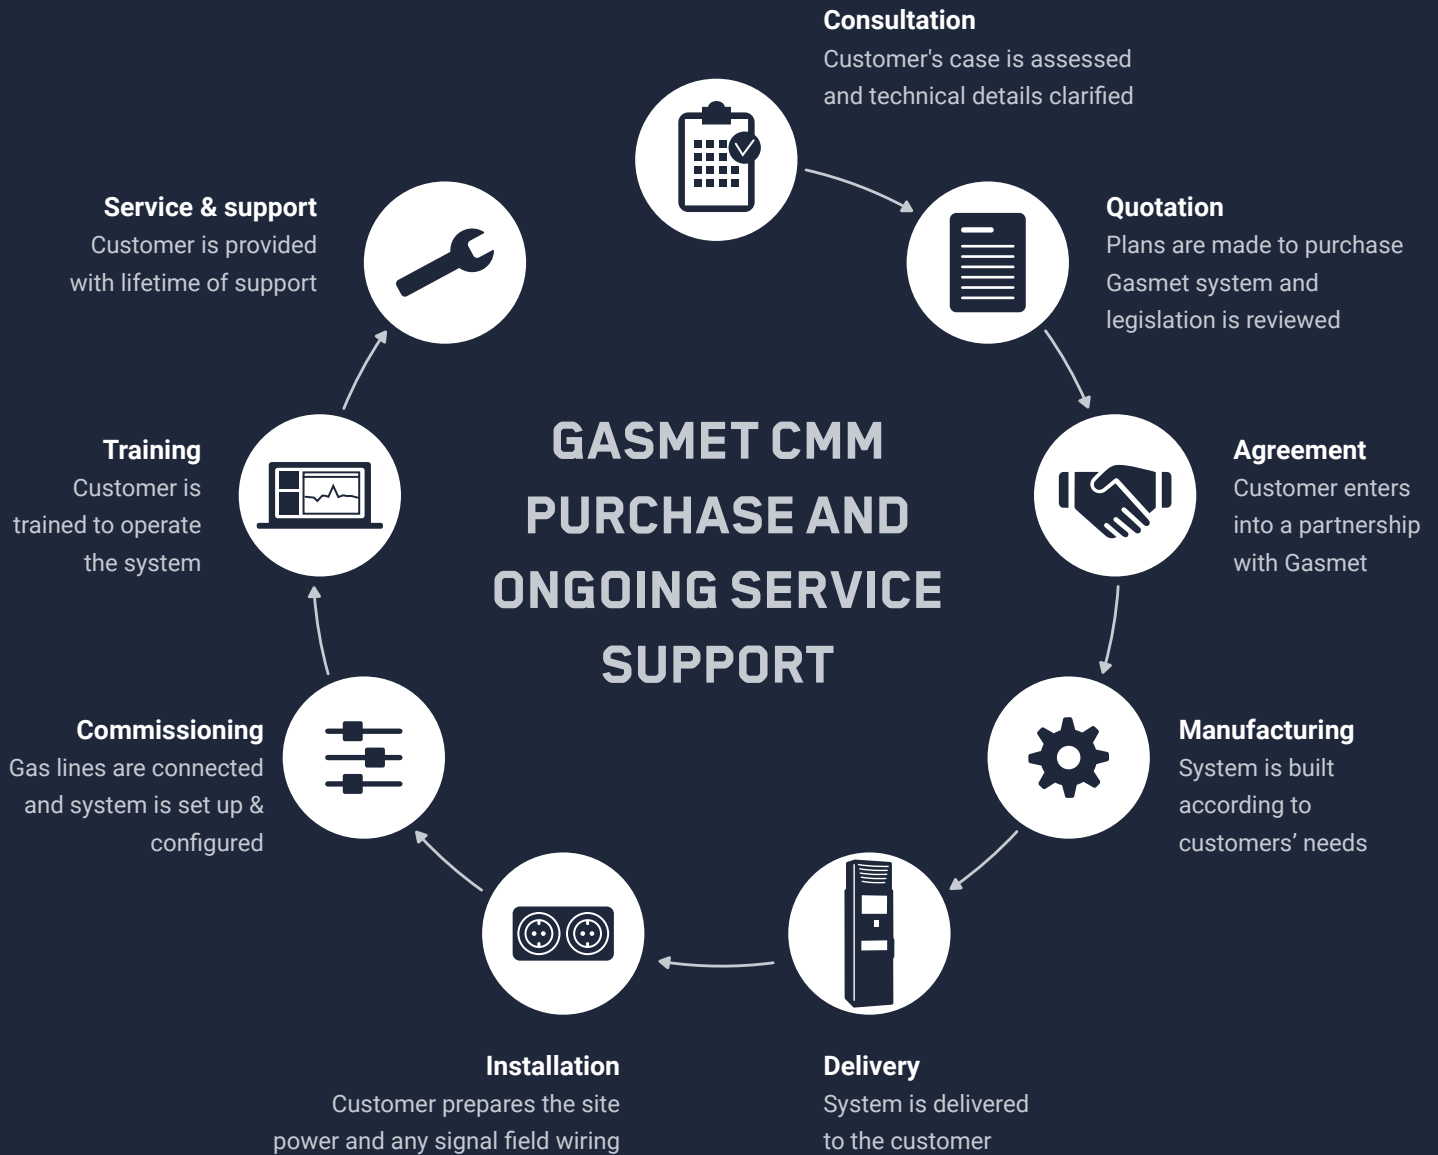 Consultation
Customer's case is assessed
and technical details clarified
Quotation
Plans are made to purchase
Gasmet system and
legislation is reviewed
Agreement
Customer enters
into a partnership
with Gasmet
Manufacturing
System is built
according to
customers’ needs
Delivery
System is delivered
to the customer
Installation
Customer prepares the site
power and any signal field wiring
Commissioning
Gas lines are connected
and system is set up &
configured
Training
Customer is
trained to operate
the system
Service & support
Customer is provided
with lifetime of support
GASMET CMM
PURCHASE AND
ONGOING SERVICE
SUPPORT